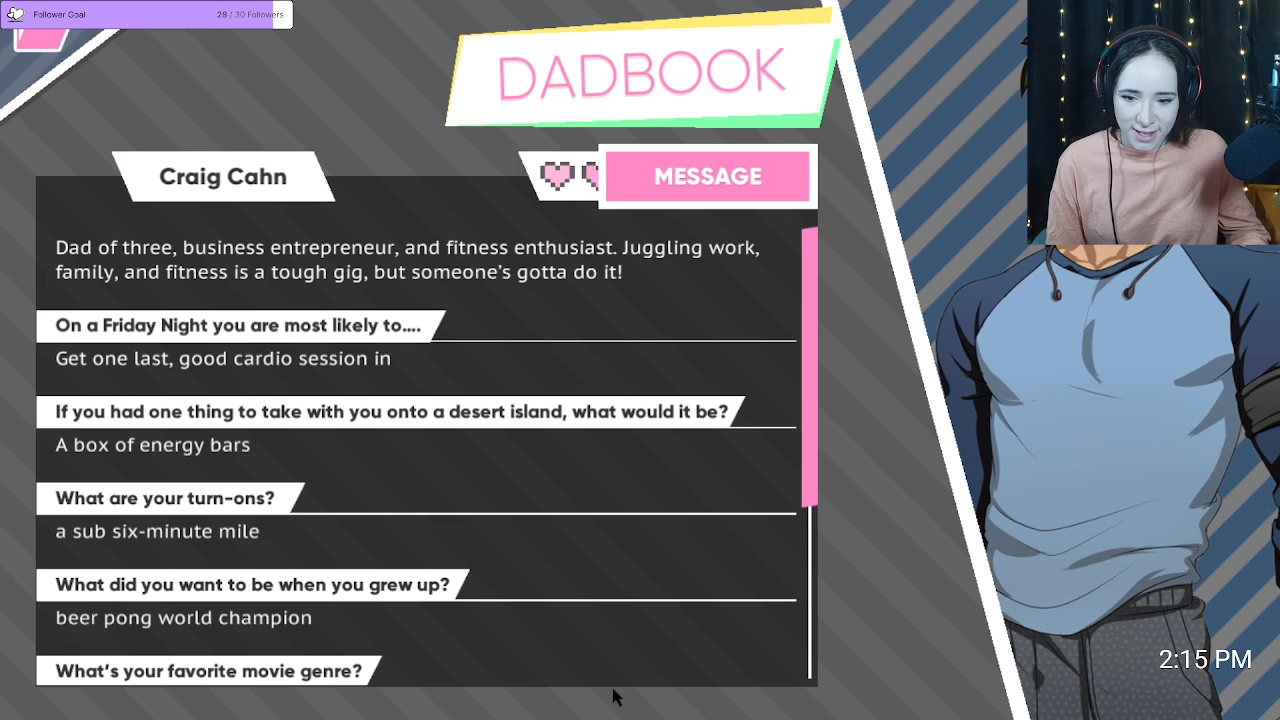 Follower Goal
28 / 30 Followers
DADBOOK
Craig Cahn
MESSAGE
Dad of three, business entrepreneur, and fitness enthusiast. Juggling work,
family, and fitness is a tough gig, but someone's gotta do it!
On a Friday Night you are most likely to....
Get one last, good cardio session in
If you had one thing to take with you onto a desert island, what would it be?
A box of energy bars
What are your turn-ons?
a sub six-minute mile
What did you want to be when you grew up?
beer pong world champion
What's your favorite movie genre?
2:15 PM